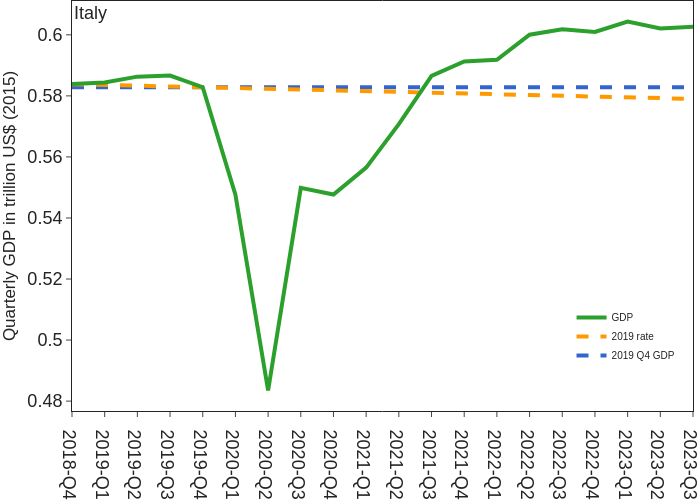 Italy
Quarterly GDP in trillion US$ (2015)
0.6
0.58
0.56
0.54
0.52
0.5
0.48
GDP
2019 rate
2019 Q4 GDP
2018-Q4
2019-Q1
2019-Q2
2019-Q3
2019-Q4
2020-Q1
2020-Q2
2020-Q3
2020-Q4
2021-Q1
2021-Q2
2021-Q3
2021-Q4
2022-Q1
2022-Q2
2022-Q3
2022-Q4
2023-Q1
2023-Q2
2023-Q3